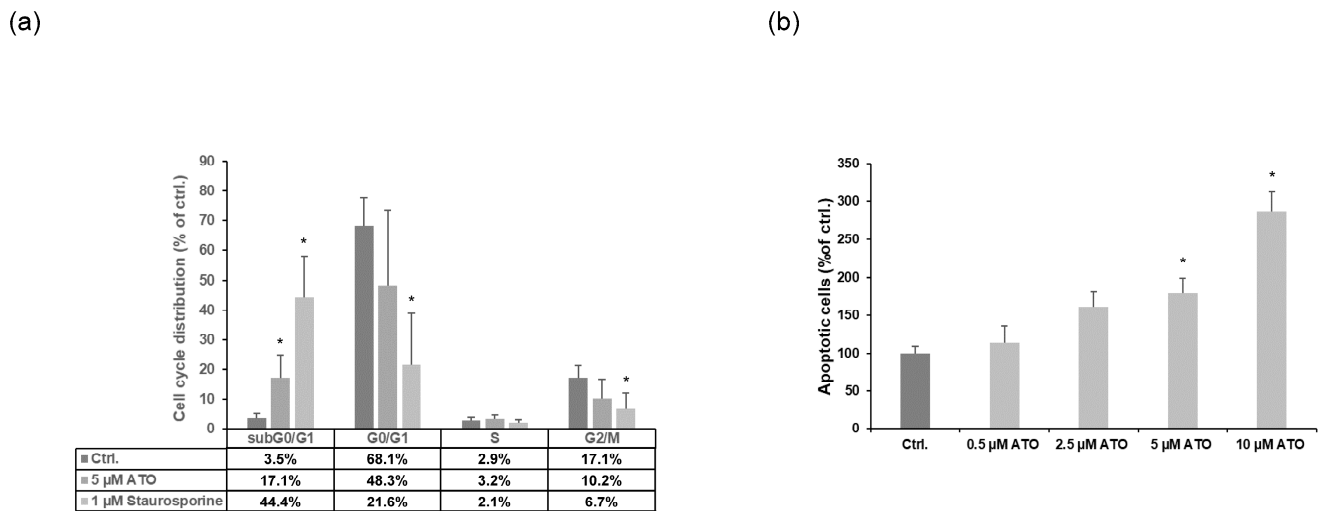 (a)
(b)
Cell cycle distribution (% of ctrl.)
90
80
70
60
50
40
30
20
10
0
*
*
*
*
subG0/G1 G0/G1 S G2/M
Ctrl. 3.5% 68.1% 2.9% 17.1%
5 µM ATO 17.1% 48.3% 3.2% 10.2%
1 µM Staurosporine 44.4% 21.6% 2.1% 6.7%
Apoptotic cells (%of ctrl.)
350
300
250
200
150
100
50
0
*
*
Ctrl. 0.5 µM ATO 2.5 µM ATO 5 µM ATO 10 µM ATO